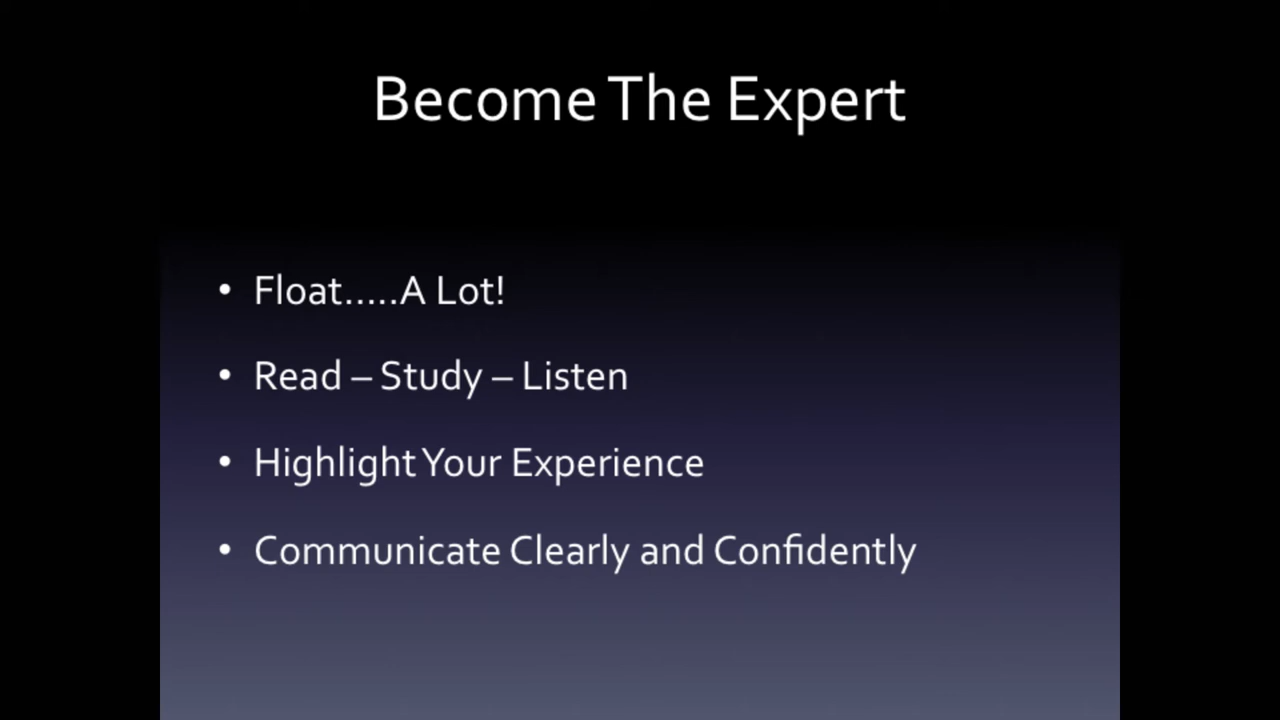 Become The Expert
• Float.....A Lot!
• Read – Study – Listen
• Highlight Your Experience
• Communicate Clearly and Confidently